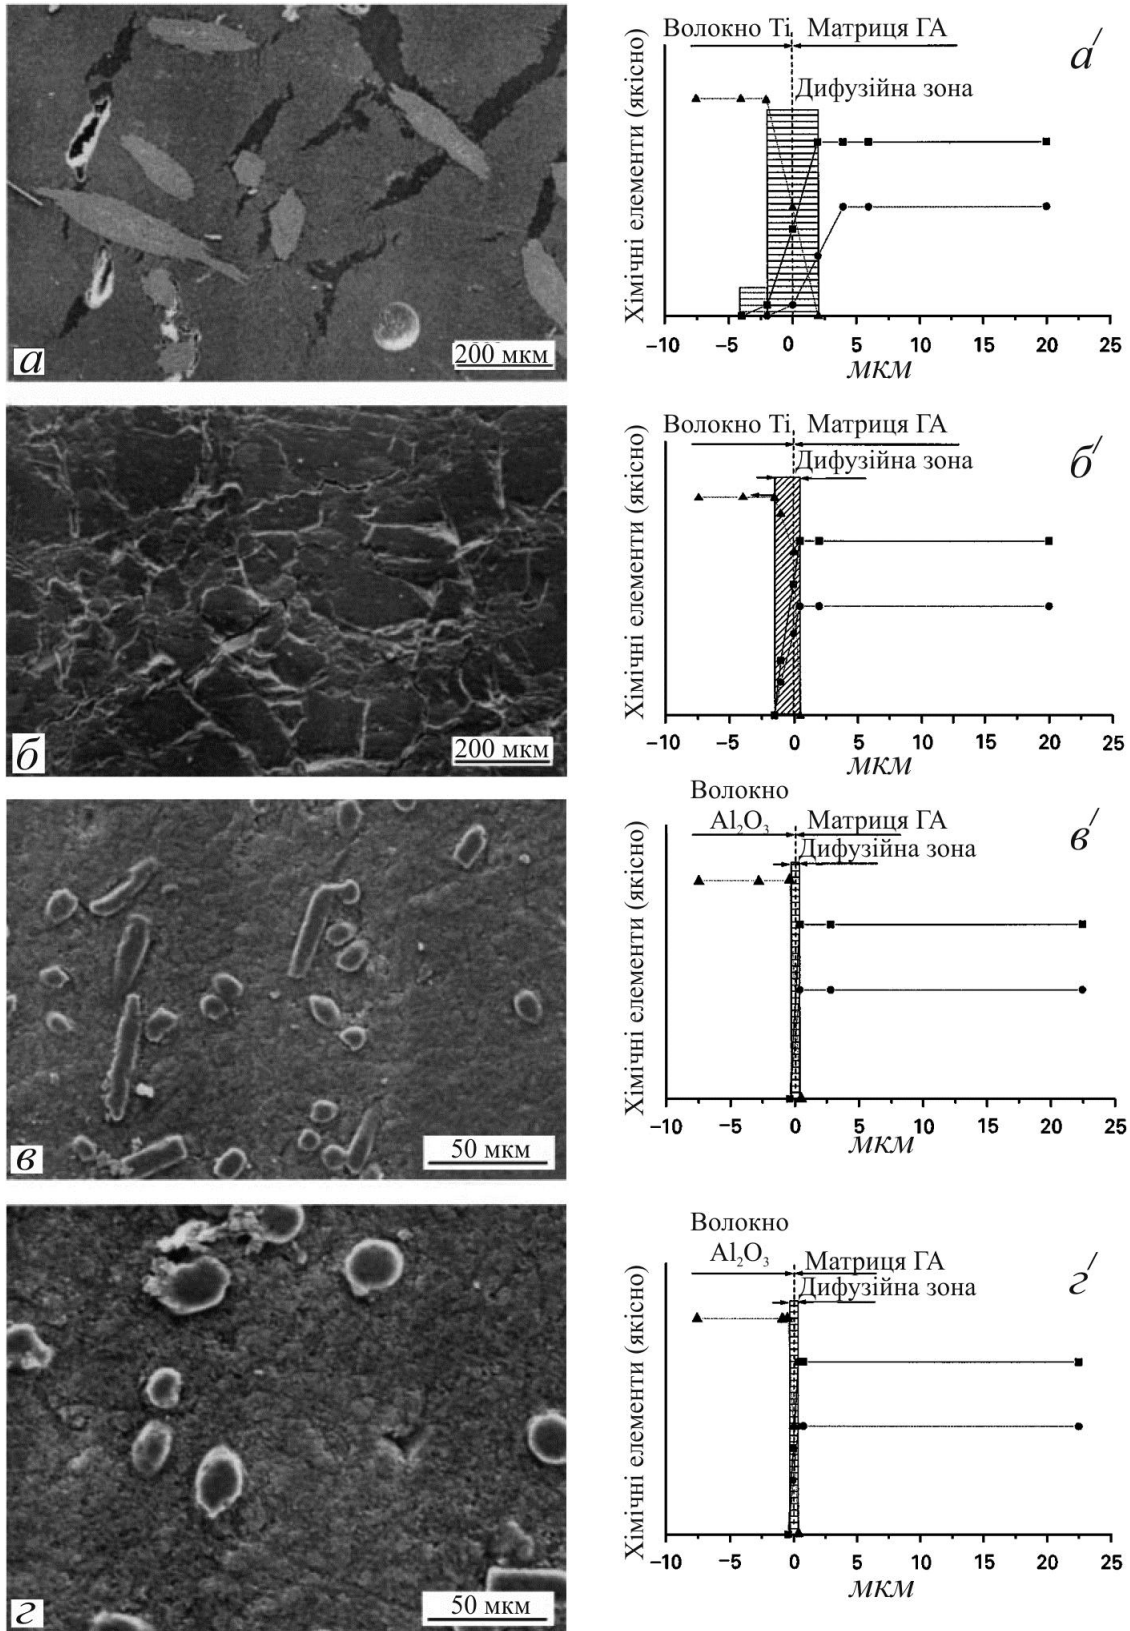 Волокно Ti Матриця ГА
а′
Дифузійна зона
Хімічні елементи (якісно)
200 мкм
а
−10 −5 0 5 10 15 20 25
мкм
Волокно Ti Матриця ГА
б′
Дифузійна зона
Хімічні елементи (якісно)
200 мкм
б
−10 −5 0 5 10 15 20 25
мкм
Волокно
Al₂O₃ Матриця ГА
в′
Дифузійна зона
Хімічні елементи (якісно)
50 мкм
в
−10 −5 0 5 10 15 20 25
мкм
Волокно
Al₂O₃ Матриця ГА
г′
Дифузійна зона
Хімічні елементи (якісно)
50 мкм
г
−10 −5 0 5 10 15 20 25
мкм